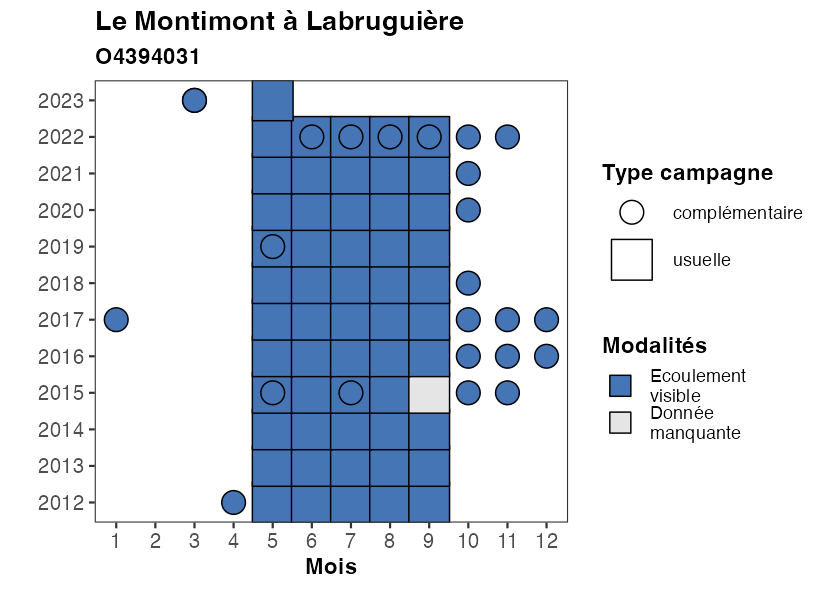 Le Montimont à Labruguière
O4394031
2023
2022
2021
2020
2019
2018
2017
2016
2015
2014
2013
2012
1 2 3 4 5 6 7 8 9 10 11 12
Mois
Type campagne
complémentaire
usuelle
Modalités
Ecoulement
visible
Donnée
manquante